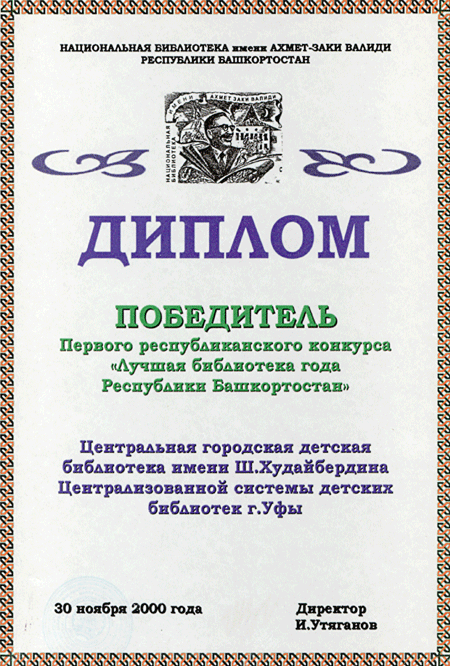 НАЦИОНАЛЬНАЯ БИБЛИОТЕКА имени АХМЕТ-ЗАКИ ВАЛИДИ
РЕСПУБЛИКИ БАШКОРТОСТАН
ИМЕНИ АХМЕТ ЗАКИ ВАЛИДИ
НАЦИОНАЛЬНАЯ
БИБЛИОТЕКА
ДИПЛОМ
ПОБЕДИТЕЛЬ
Первого республиканского конкурса
«Лучшая библиотека года
Республики Башкортостан»
Центральная городская детская
библиотека имени Ш.Худайбердина
Централизованной системы детских
библиотек г.Уфы
30 ноября 2000 года
Директор
И.Утяганов